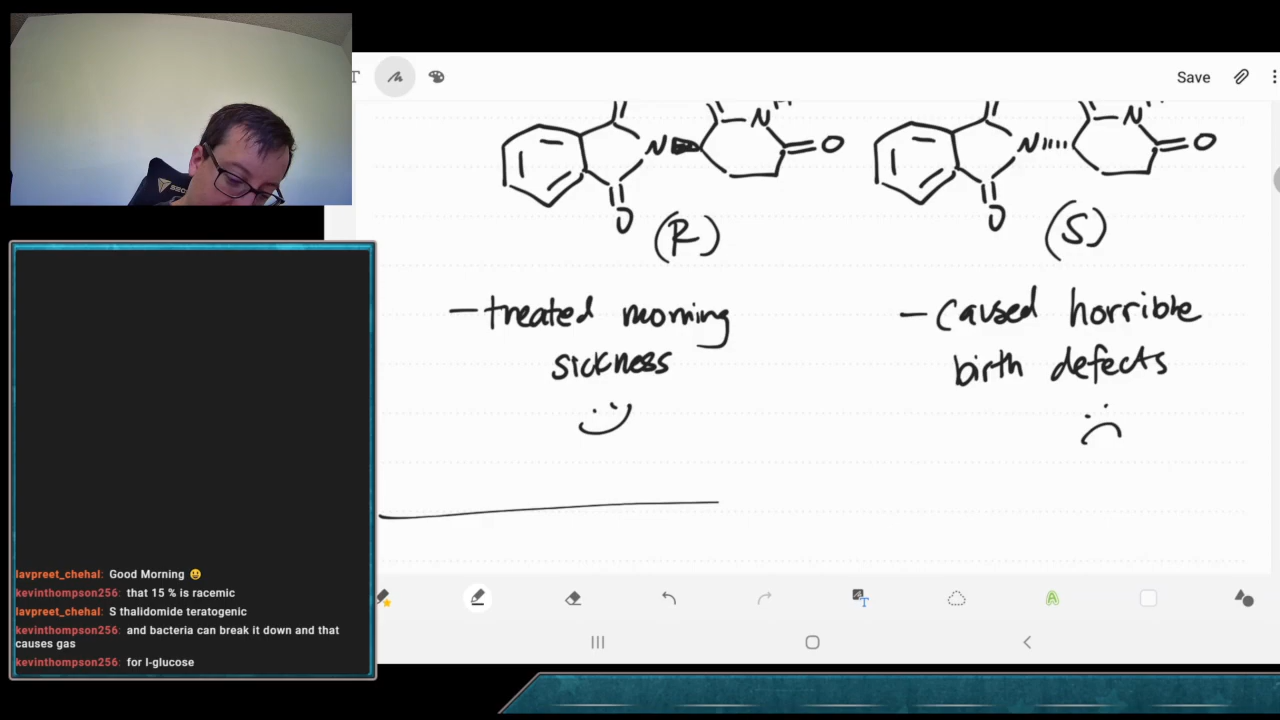 T
Save
N
N
N
O
N
O
O
O
(R)
(S)
– treated morning
sickness
– caused horrible
birth defects
lavpreet_chehal: Good Morning 😃
kevinthompson256: that 15 % is racemic
lavpreet_chehal: S thalidomide teratogenic
kevinthompson256: and bacteria can break it down and that
causes gas
kevinthompson256: for l-glucose